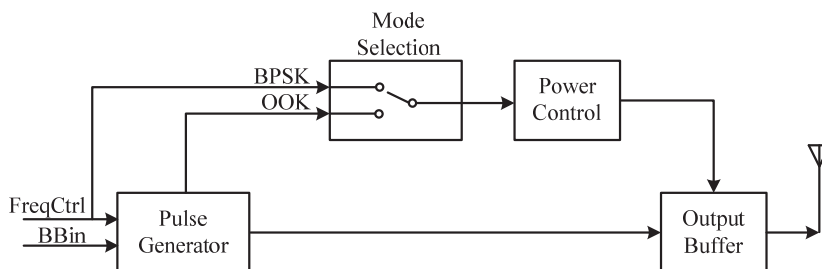 Mode
Selection
BPSK
OOK
Power
Control
FreqCtrl
BBin
Pulse
Generator
Output
Buffer